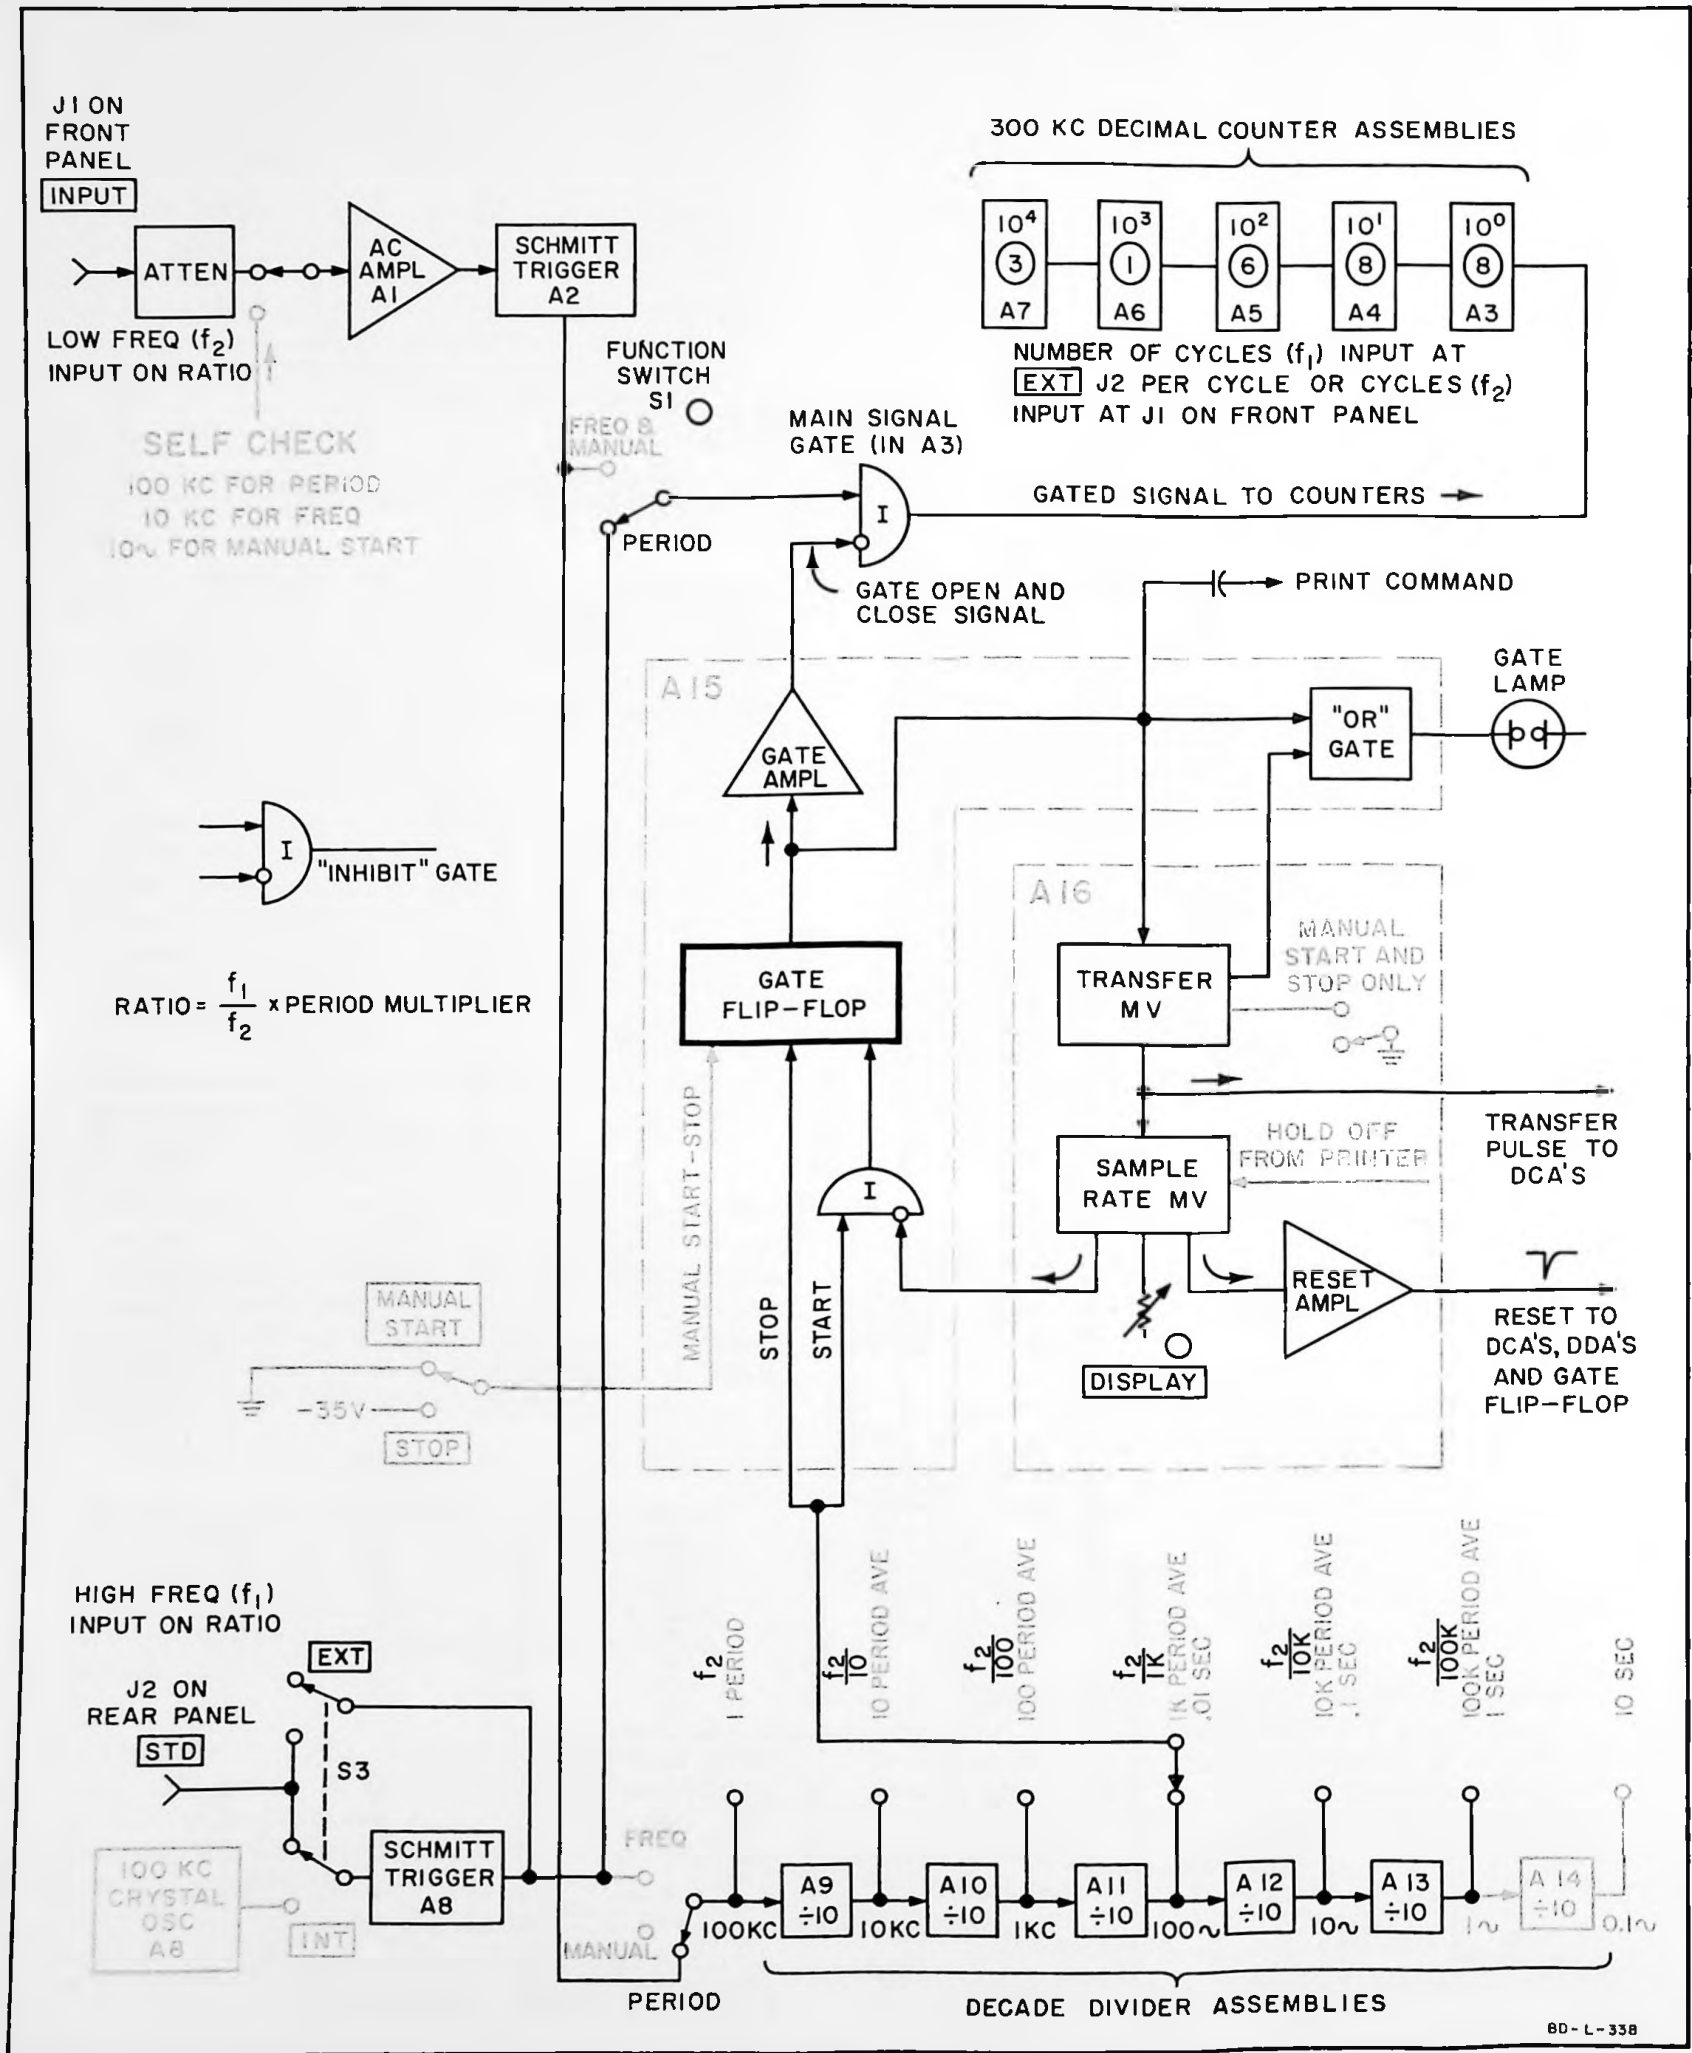 J1 ON
FRONT
PANEL
INPUT
ATTEN
AC
AMPL
A1
SCHMITT
TRIGGER
A2
LOW FREQ (f2)
INPUT ON RATIO
SELF CHECK
100 KC FOR PERIOD
10 KC FOR FREQ
10~ FOR MANUAL START
300 KC DECIMAL COUNTER ASSEMBLIES
10⁴
3
A7
10³
1
A6
10²
6
A5
10¹
8
A4
10⁰
8
A3
NUMBER OF CYCLES (f1) INPUT AT
EXT J2 PER CYCLE OR CYCLES (f2)
INPUT AT J1 ON FRONT PANEL
FUNCTION
SWITCH
S1
FREQ &
MANUAL
PERIOD
MAIN SIGNAL
GATE (IN A3)
I
GATED SIGNAL TO COUNTERS
GATE OPEN AND
CLOSE SIGNAL
PRINT COMMAND
A15
GATE
AMPL
"OR"
GATE
GATE
LAMP
I
"INHIBIT" GATE
RATIO = f1/f2 x PERIOD MULTIPLIER
GATE
FLIP-FLOP
A16
TRANSFER
MV
MANUAL
START AND
STOP ONLY
TRANSFER
PULSE TO
DCA'S
SAMPLE
RATE MV
HOLD OFF
FROM PRINTER
I
MANUAL START-STOP
STOP
START
RESET
AMPL
RESET TO
DCA'S, DDA'S
AND GATE
FLIP-FLOP
DISPLAY
MANUAL
START
-35V
STOP
HIGH FREQ (f1)
INPUT ON RATIO
EXT
J2 ON
REAR PANEL
STD
S3
100 KC
CRYSTAL
OSC
A8
INT
SCHMITT
TRIGGER
A8
FREQ
MANUAL
PERIOD
f2
1 PERIOD
f2/10
10 PERIOD AVE
f2/100
100 PERIOD AVE
f2/1K
1K PERIOD AVE
.01 SEC
f2/10K
10K PERIOD AVE
.1 SEC
f2/100K
100K PERIOD AVE
1 SEC
10 SEC
100KC
A9
÷10
10KC
A10
÷10
1KC
A11
÷10
100~
A12
÷10
10~
A13
÷10
1~
A14
÷10
0.1~
DECADE DIVIDER ASSEMBLIES
BD-L-338